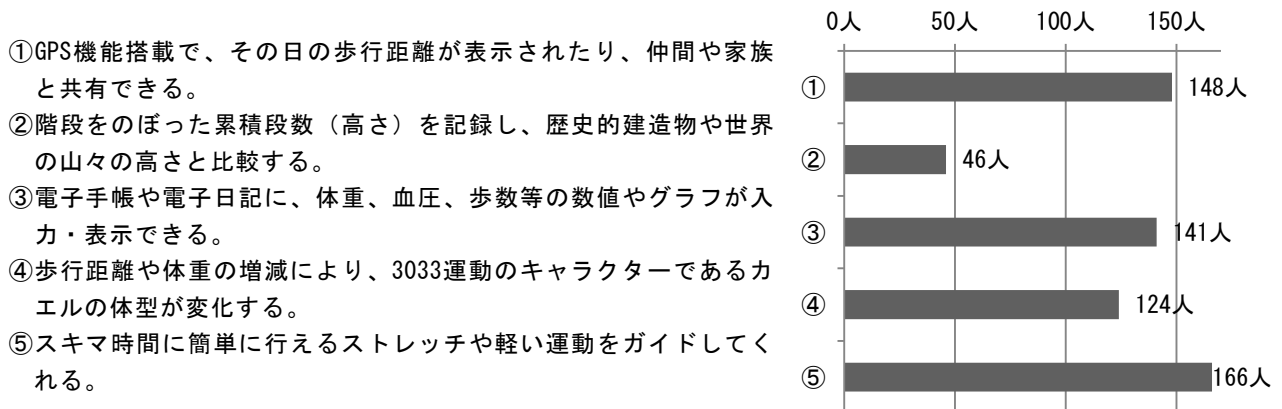 0人 50人 100人 150人
①GPS機能搭載で、その日の歩行距離が表示されたり、仲間や家族
と共有できる。
②階段をのぼった累積段数（高さ）を記録し、歴史的建造物や世界
の山々の高さと比較する。
③電子手帳や電子日記に、体重、血圧、歩数等の数値やグラフが入
力・表示できる。
④歩行距離や体重の増減により、3033運動のキャラクターであるカ
エルの体型が変化する。
⑤スキマ時間に簡単に行えるストレッチや軽い運動をガイドしてく
れる。
① 148人
② 46人
③ 141人
④ 124人
⑤ 166人